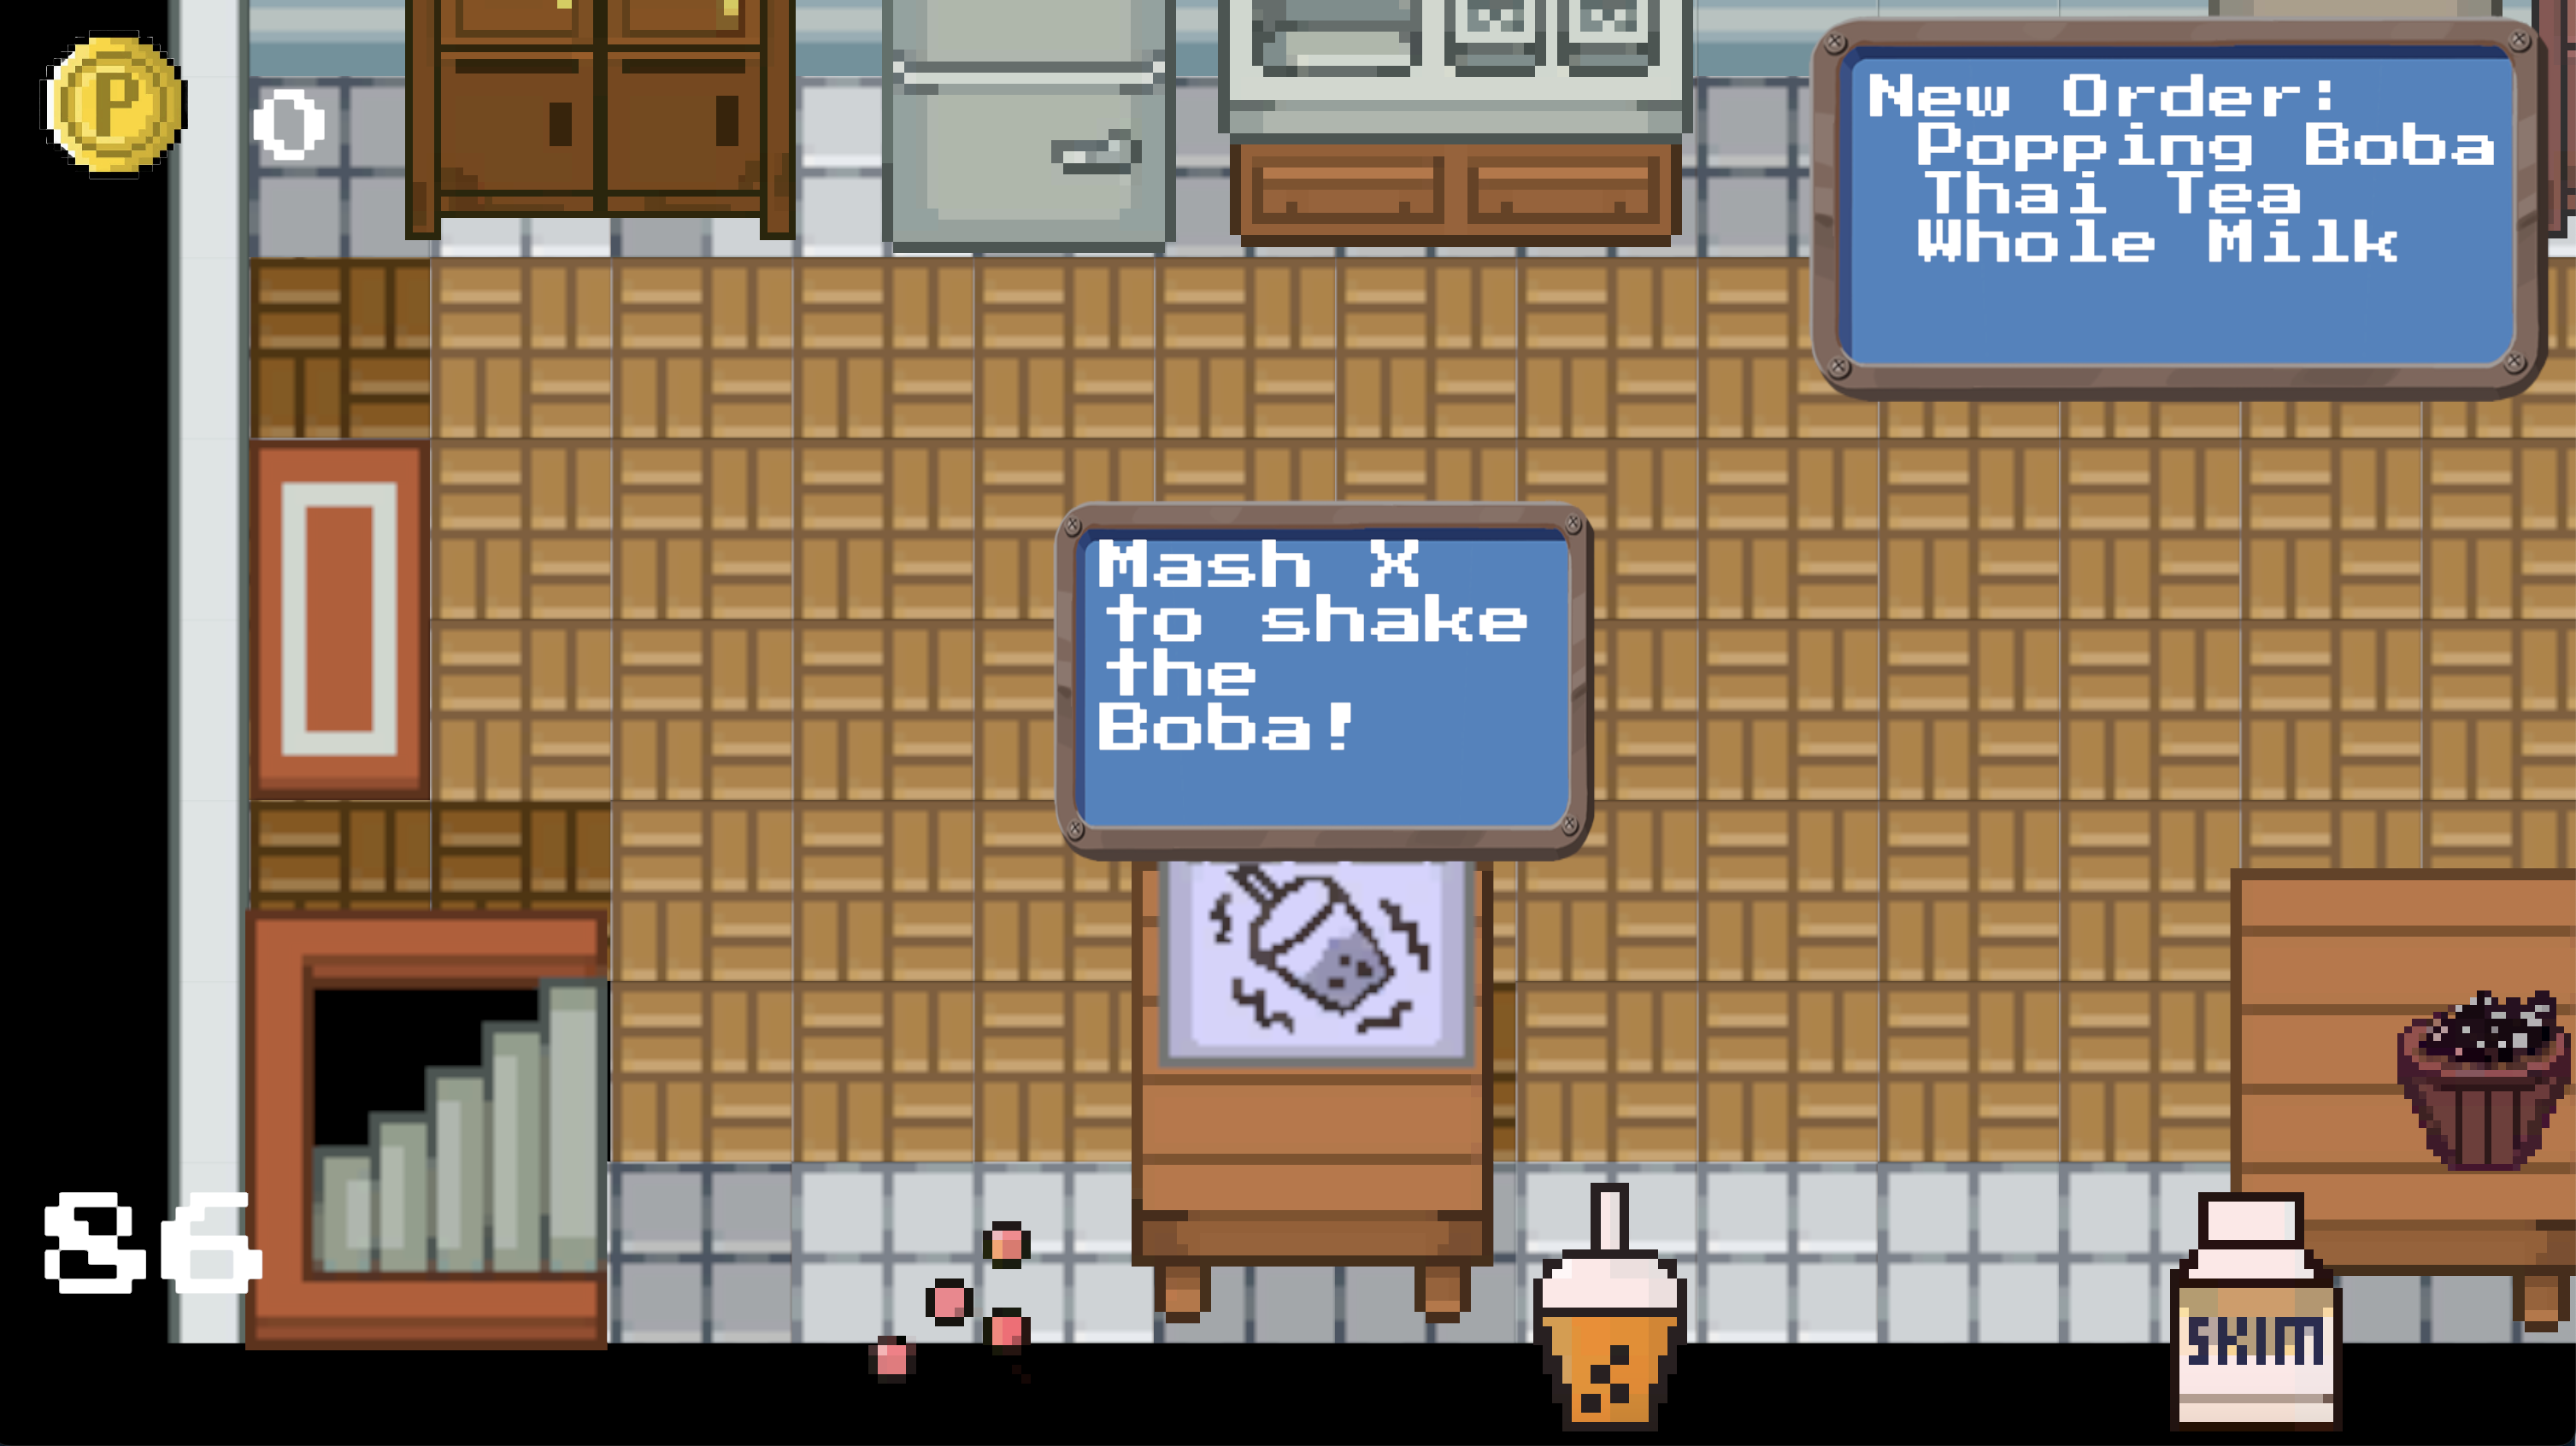 P
0
New Order:
Popping Boba
Thai Tea
Whole Milk
Mash X
to shake
the
Boba!
86
SKIM